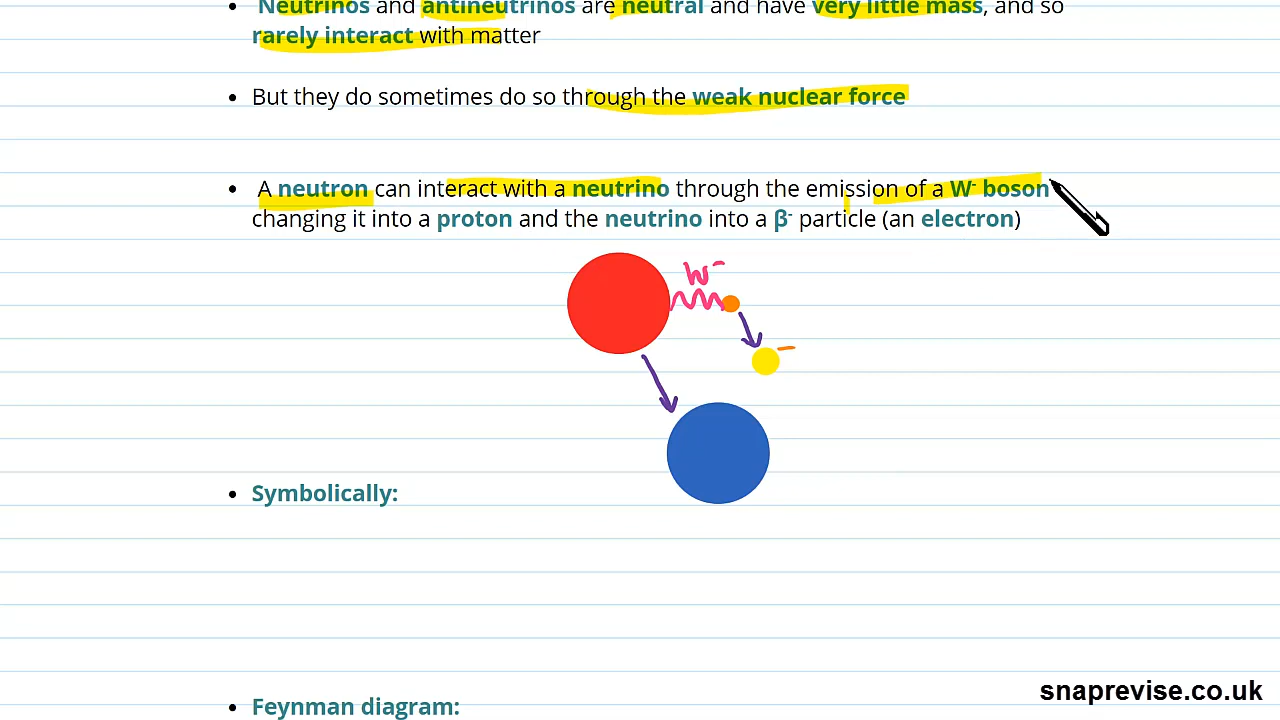 • Neutrinos and antineutrinos are neutral and have very little mass, and so
rarely interact with matter
• But they do sometimes do so through the weak nuclear force
• A neutron can interact with a neutrino through the emission of a W⁻ boson
changing it into a proton and the neutrino into a β⁻ particle (an electron)
W⁻
• Symbolically:
• Feynman diagram:
snaprevise.co.uk